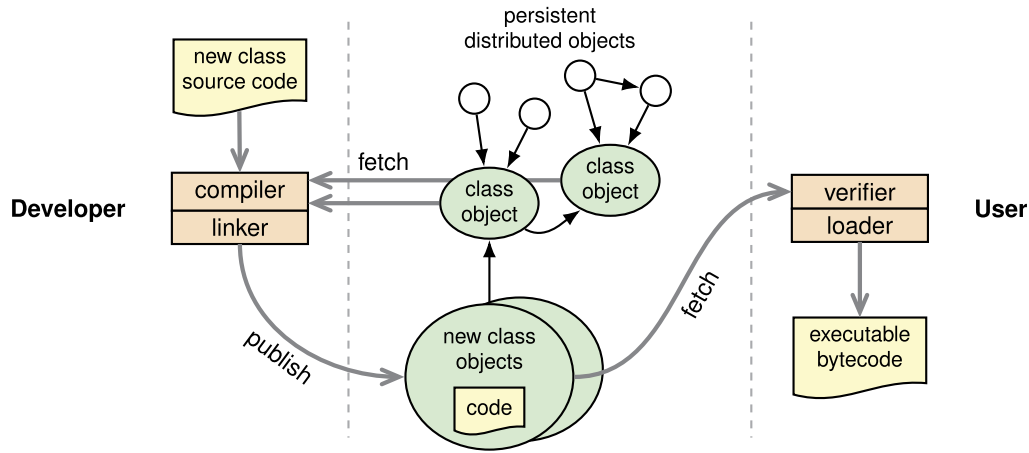 persistent
distributed objects
new class
source code
fetch
class
object
class
object
compiler
linker
verifier
loader
Developer
User
fetch
publish
new class
objects
code
executable
bytecode